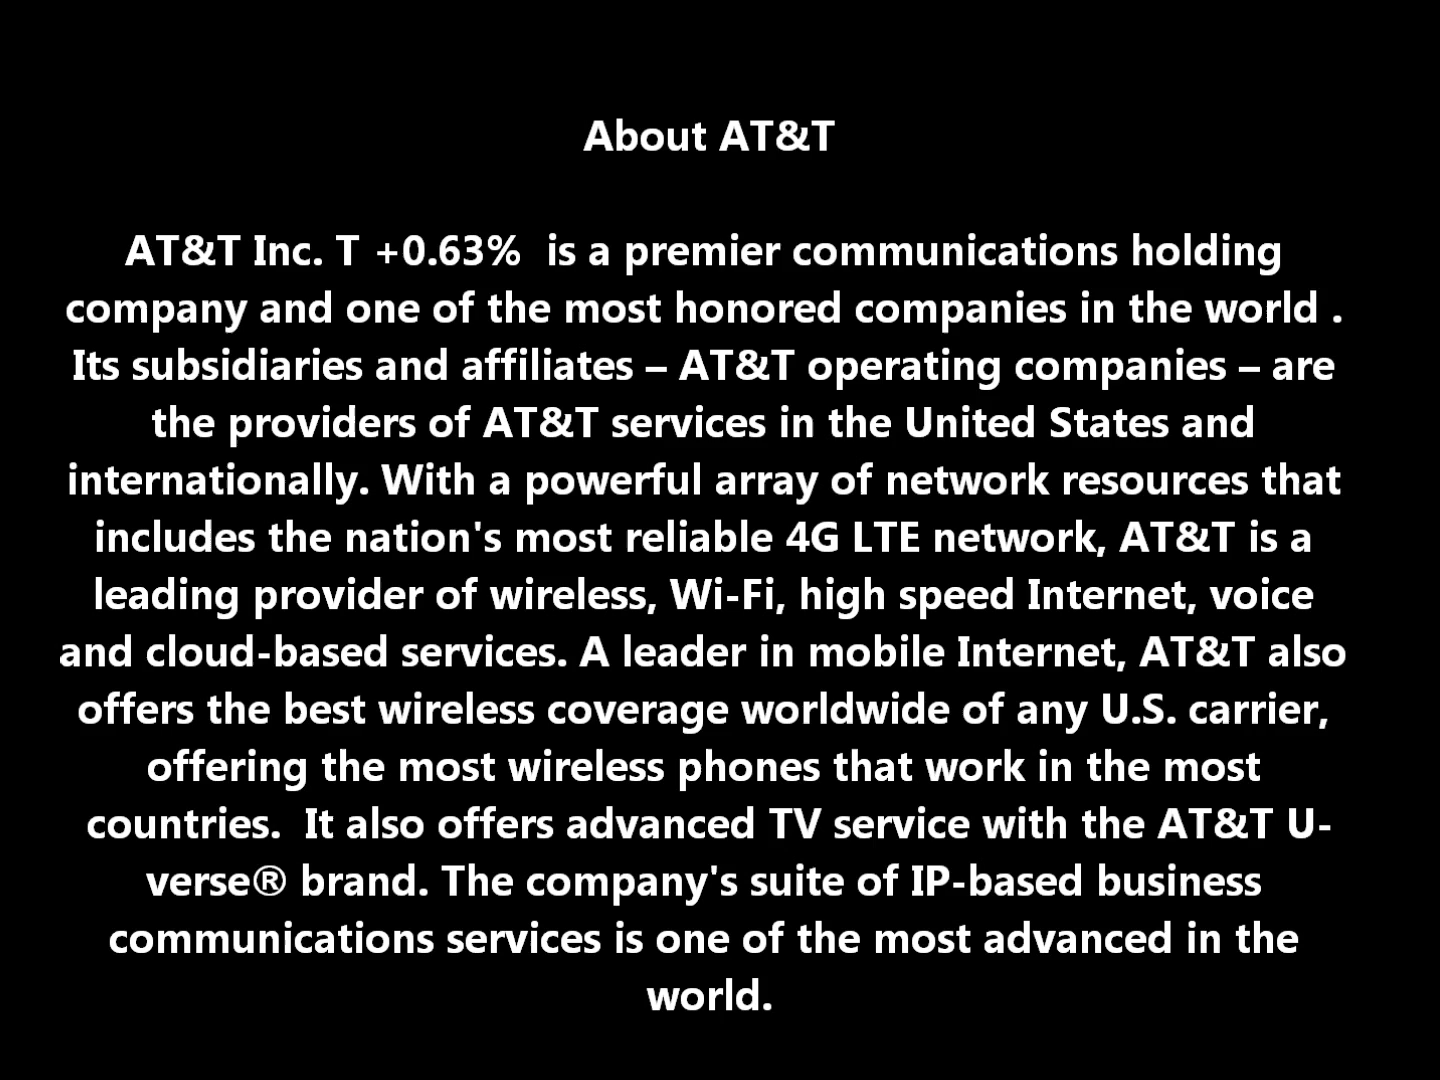 About AT&T
AT&T Inc. T +0.63%  is a premier communications holding
company and one of the most honored companies in the world .
Its subsidiaries and affiliates – AT&T operating companies – are
the providers of AT&T services in the United States and
internationally. With a powerful array of network resources that
includes the nation's most reliable 4G LTE network, AT&T is a
leading provider of wireless, Wi-Fi, high speed Internet, voice
and cloud-based services. A leader in mobile Internet, AT&T also
offers the best wireless coverage worldwide of any U.S. carrier,
offering the most wireless phones that work in the most
countries.  It also offers advanced TV service with the AT&T U-
verse® brand. The company's suite of IP-based business
communications services is one of the most advanced in the
world.